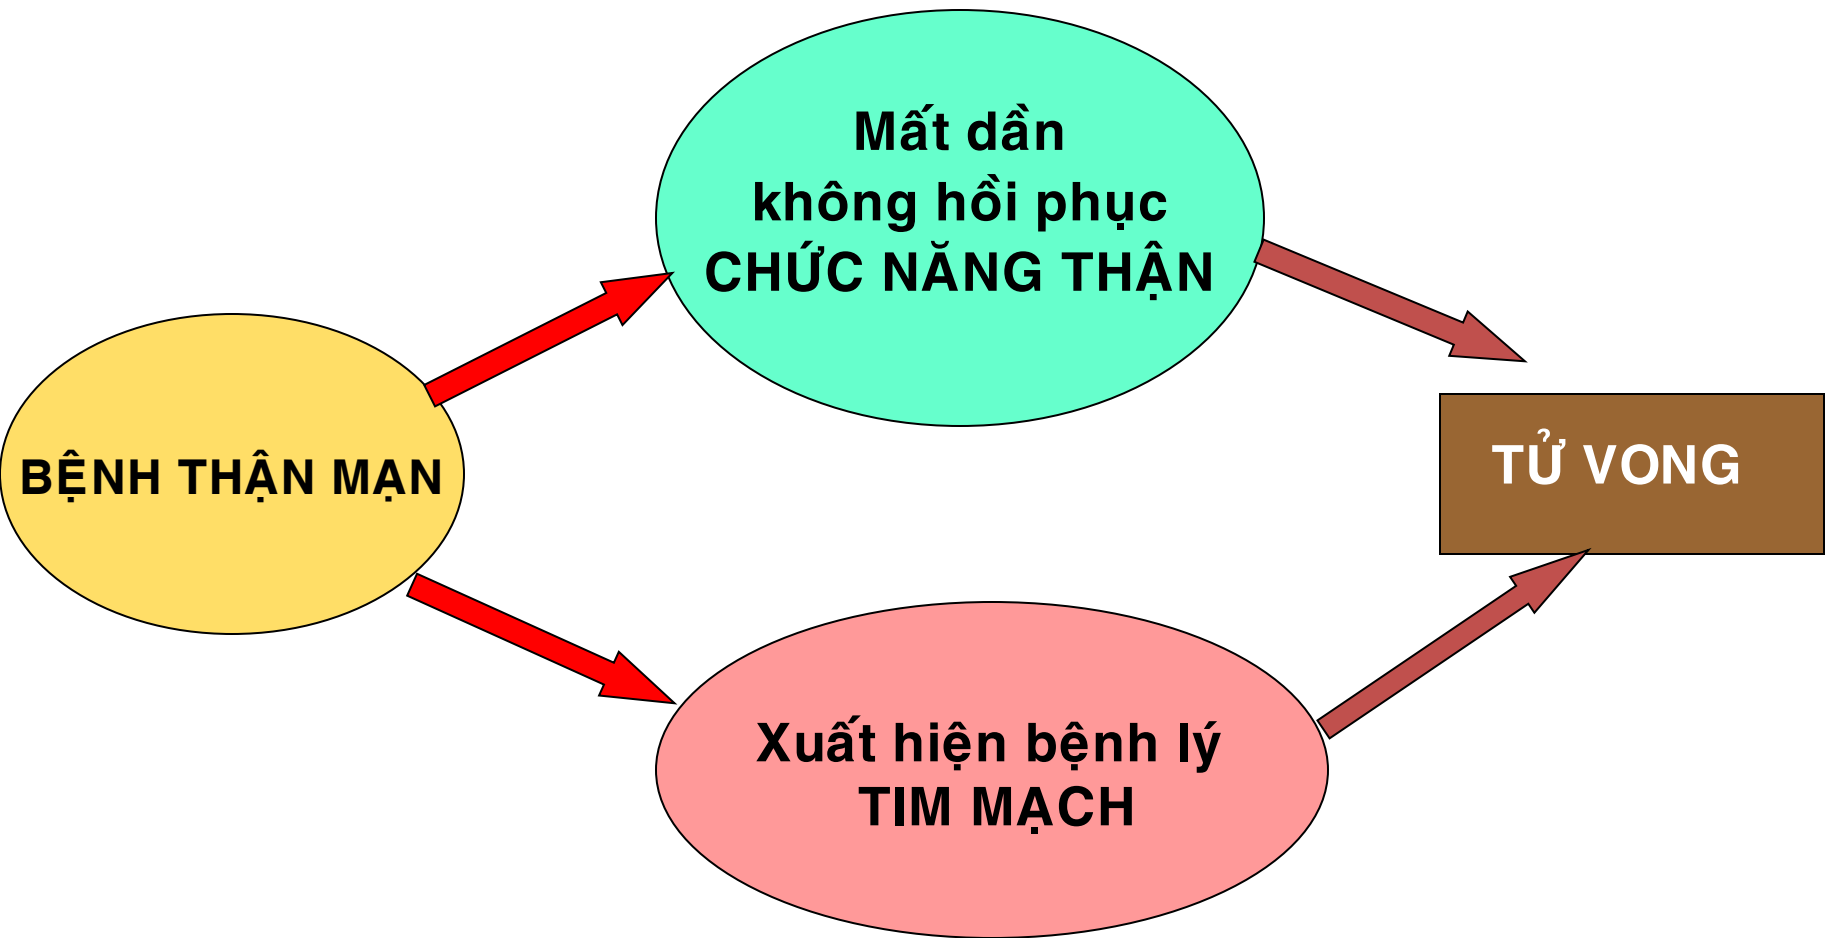 Mất dần
không hồi phục
CHỨC NĂNG THẬN
BỆNH THẬN MẠN
TỬ VONG
Xuất hiện bệnh lý
TIM MẠCH